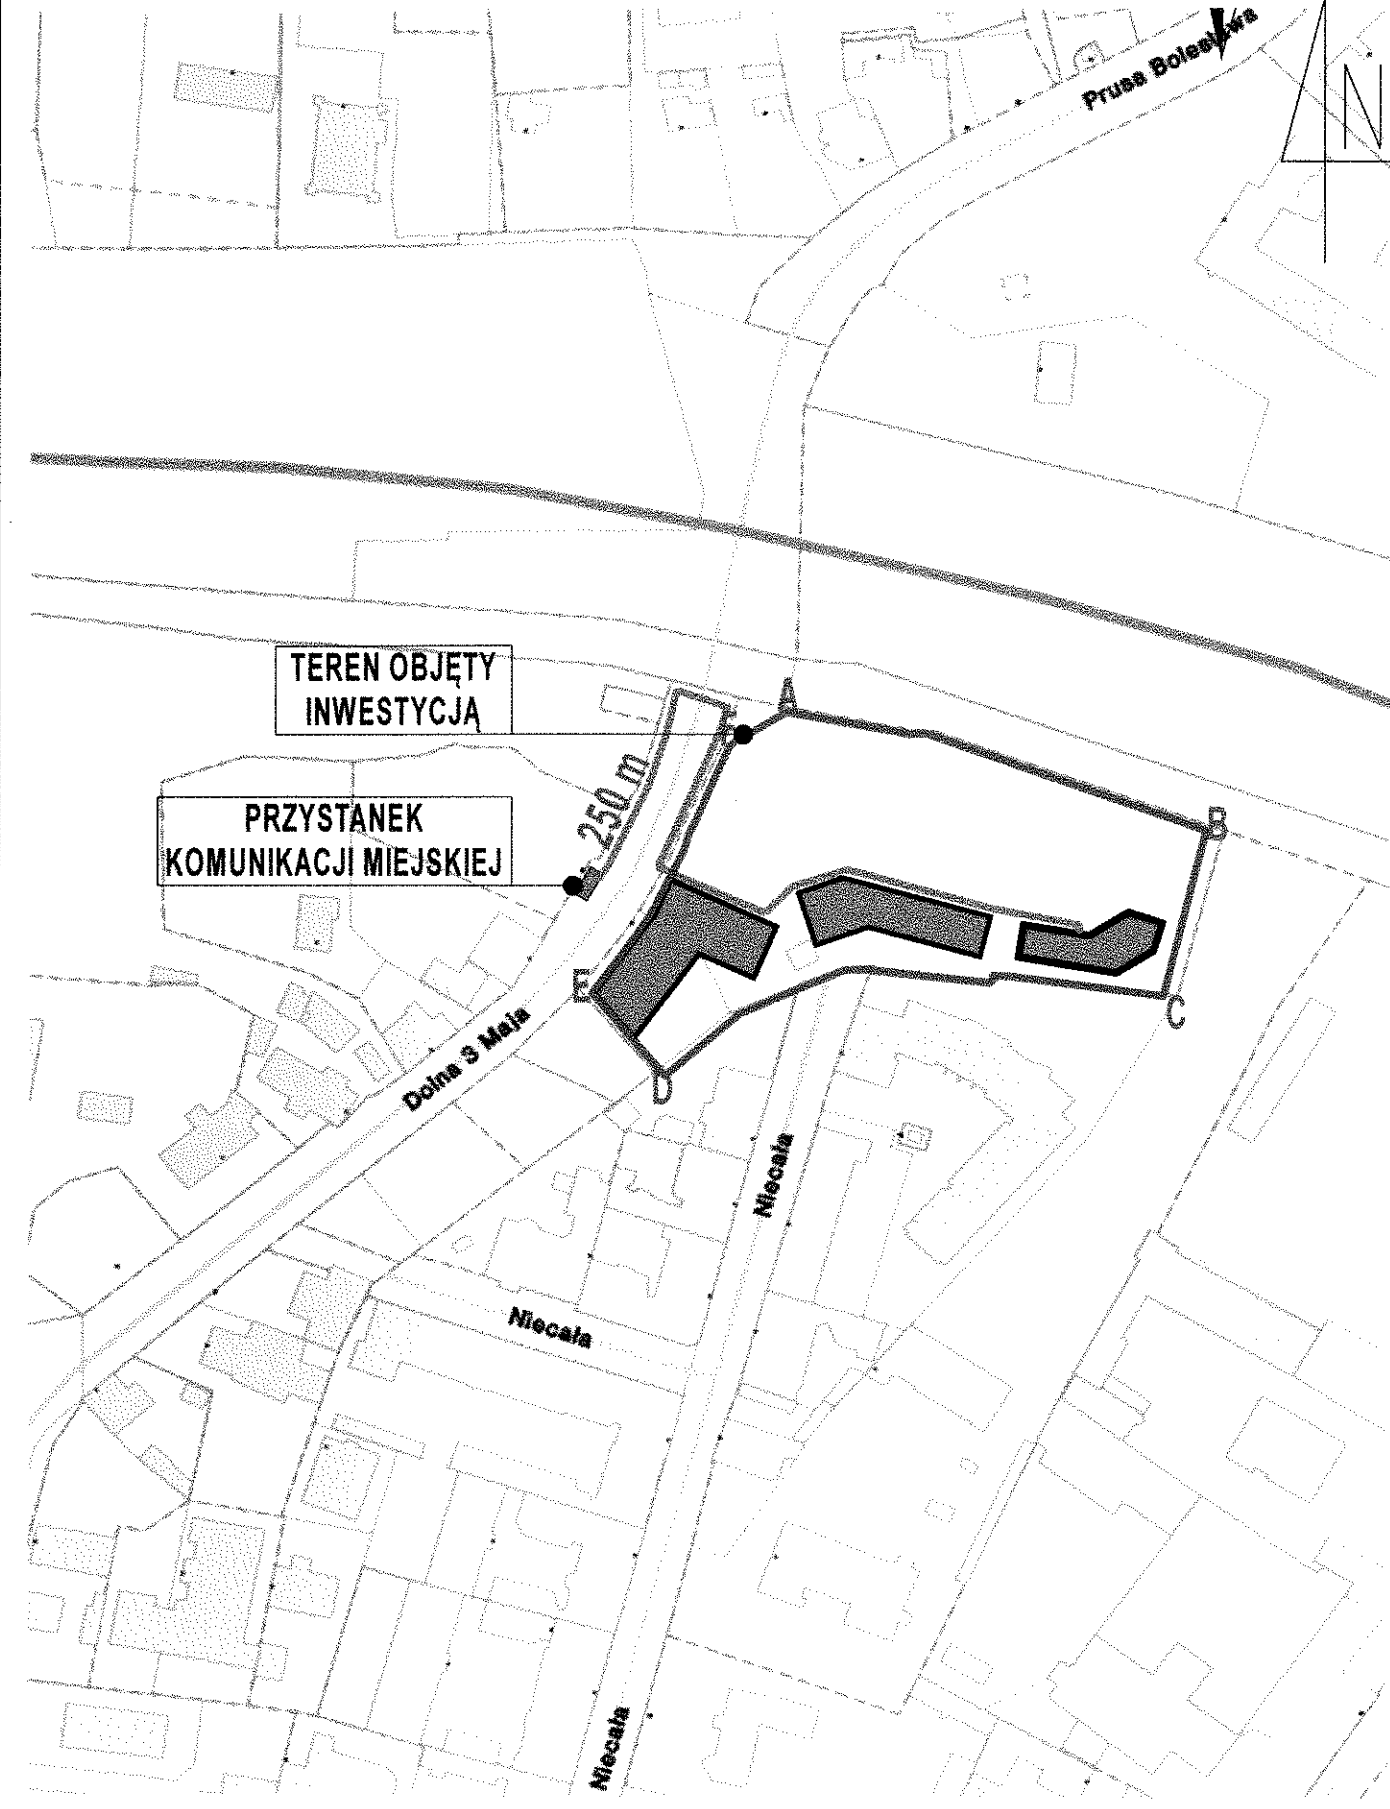 Prusa Bolesława
N
TEREN OBJĘTY
INWESTYCJĄ
A
250 m
PRZYSTANEK
KOMUNIKACJI MIEJSKIEJ
B
E
C
Dolna 3 Maja
D
Niecała
Niecała
Niecała